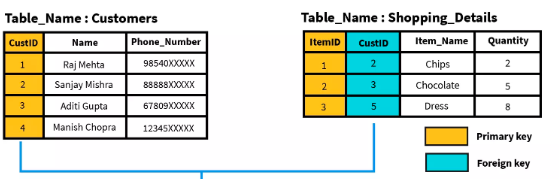 Table_Name : Customers
CustID Name Phone_Number
1 Raj Mehta 98540XXXXX
2 Sanjay Mishra 88888XXXXX
3 Aditi Gupta 67809XXXXX
4 Manish Chopra 12345XXXXX
Table_Name : Shopping_Details
ItemID CustID Item_Name Quantity
1 2 Chips 2
2 3 Chocolate 5
3 5 Dress 8
Primary key
Foreign key